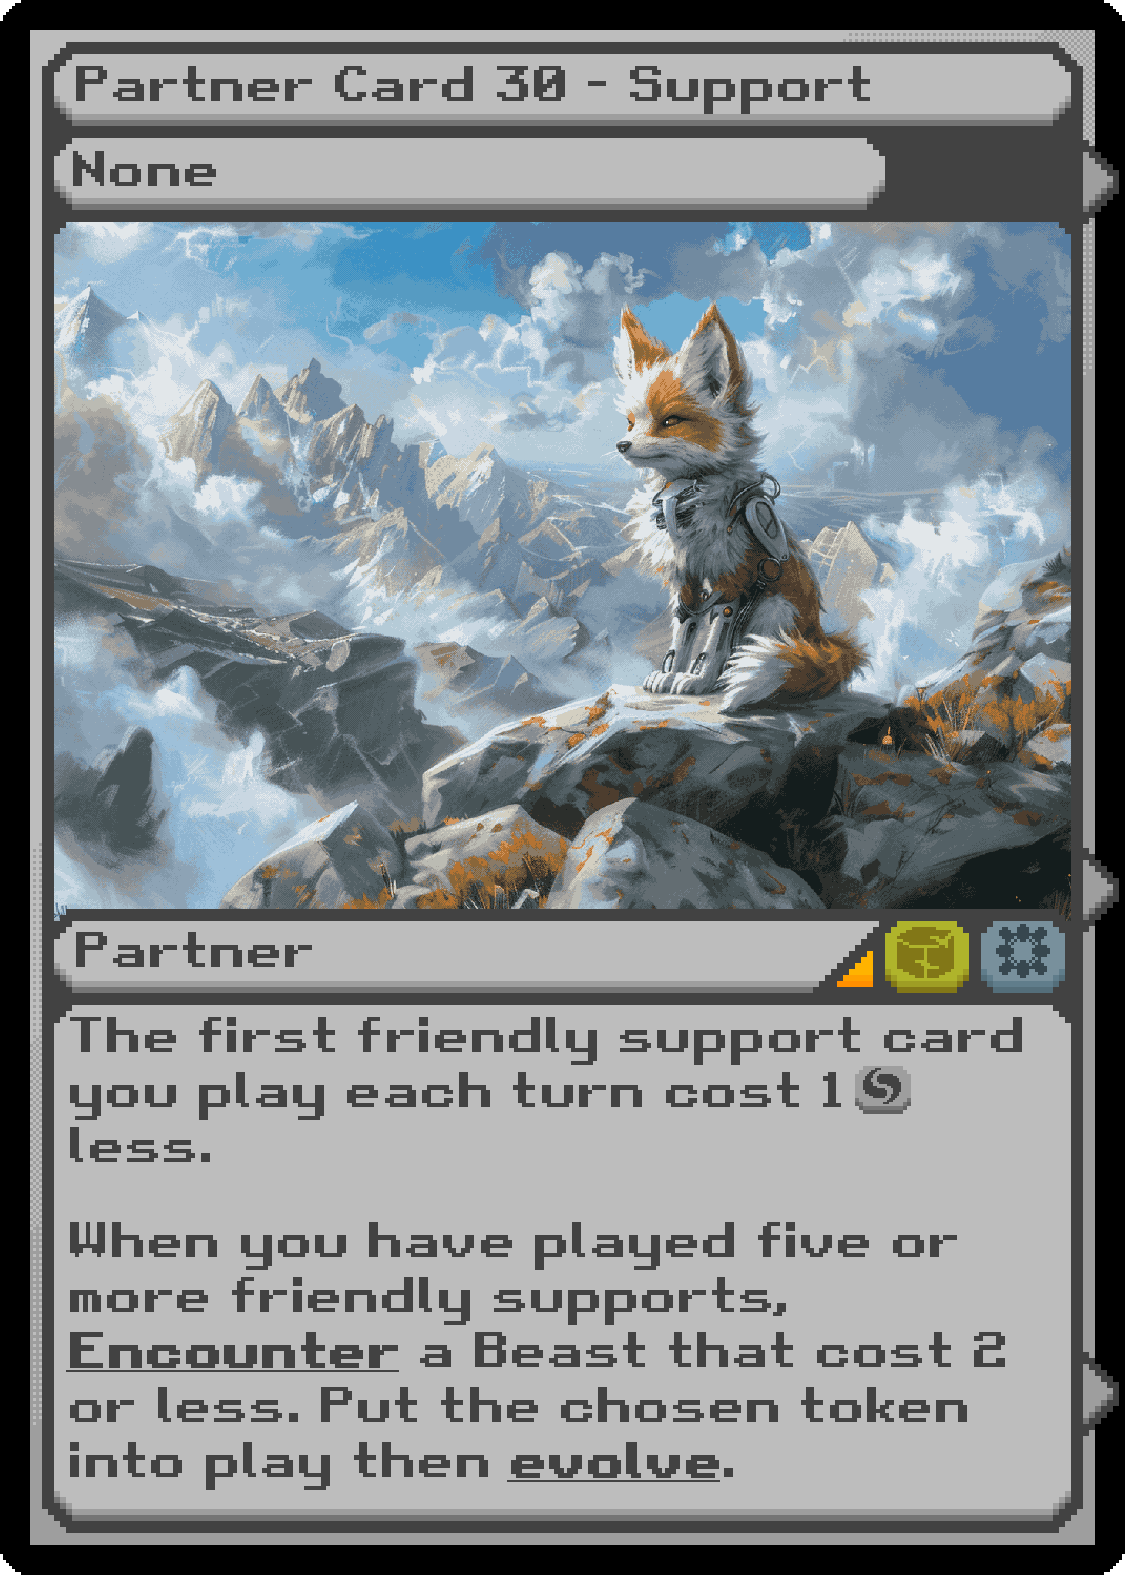 Partner Card 30 - Support
None
Partner
The first friendly support card
you play each turn cost 1
less.
When you have played five or
more friendly supports,
Encounter a Beast that cost 2
or less. Put the chosen token
into play then evolve.